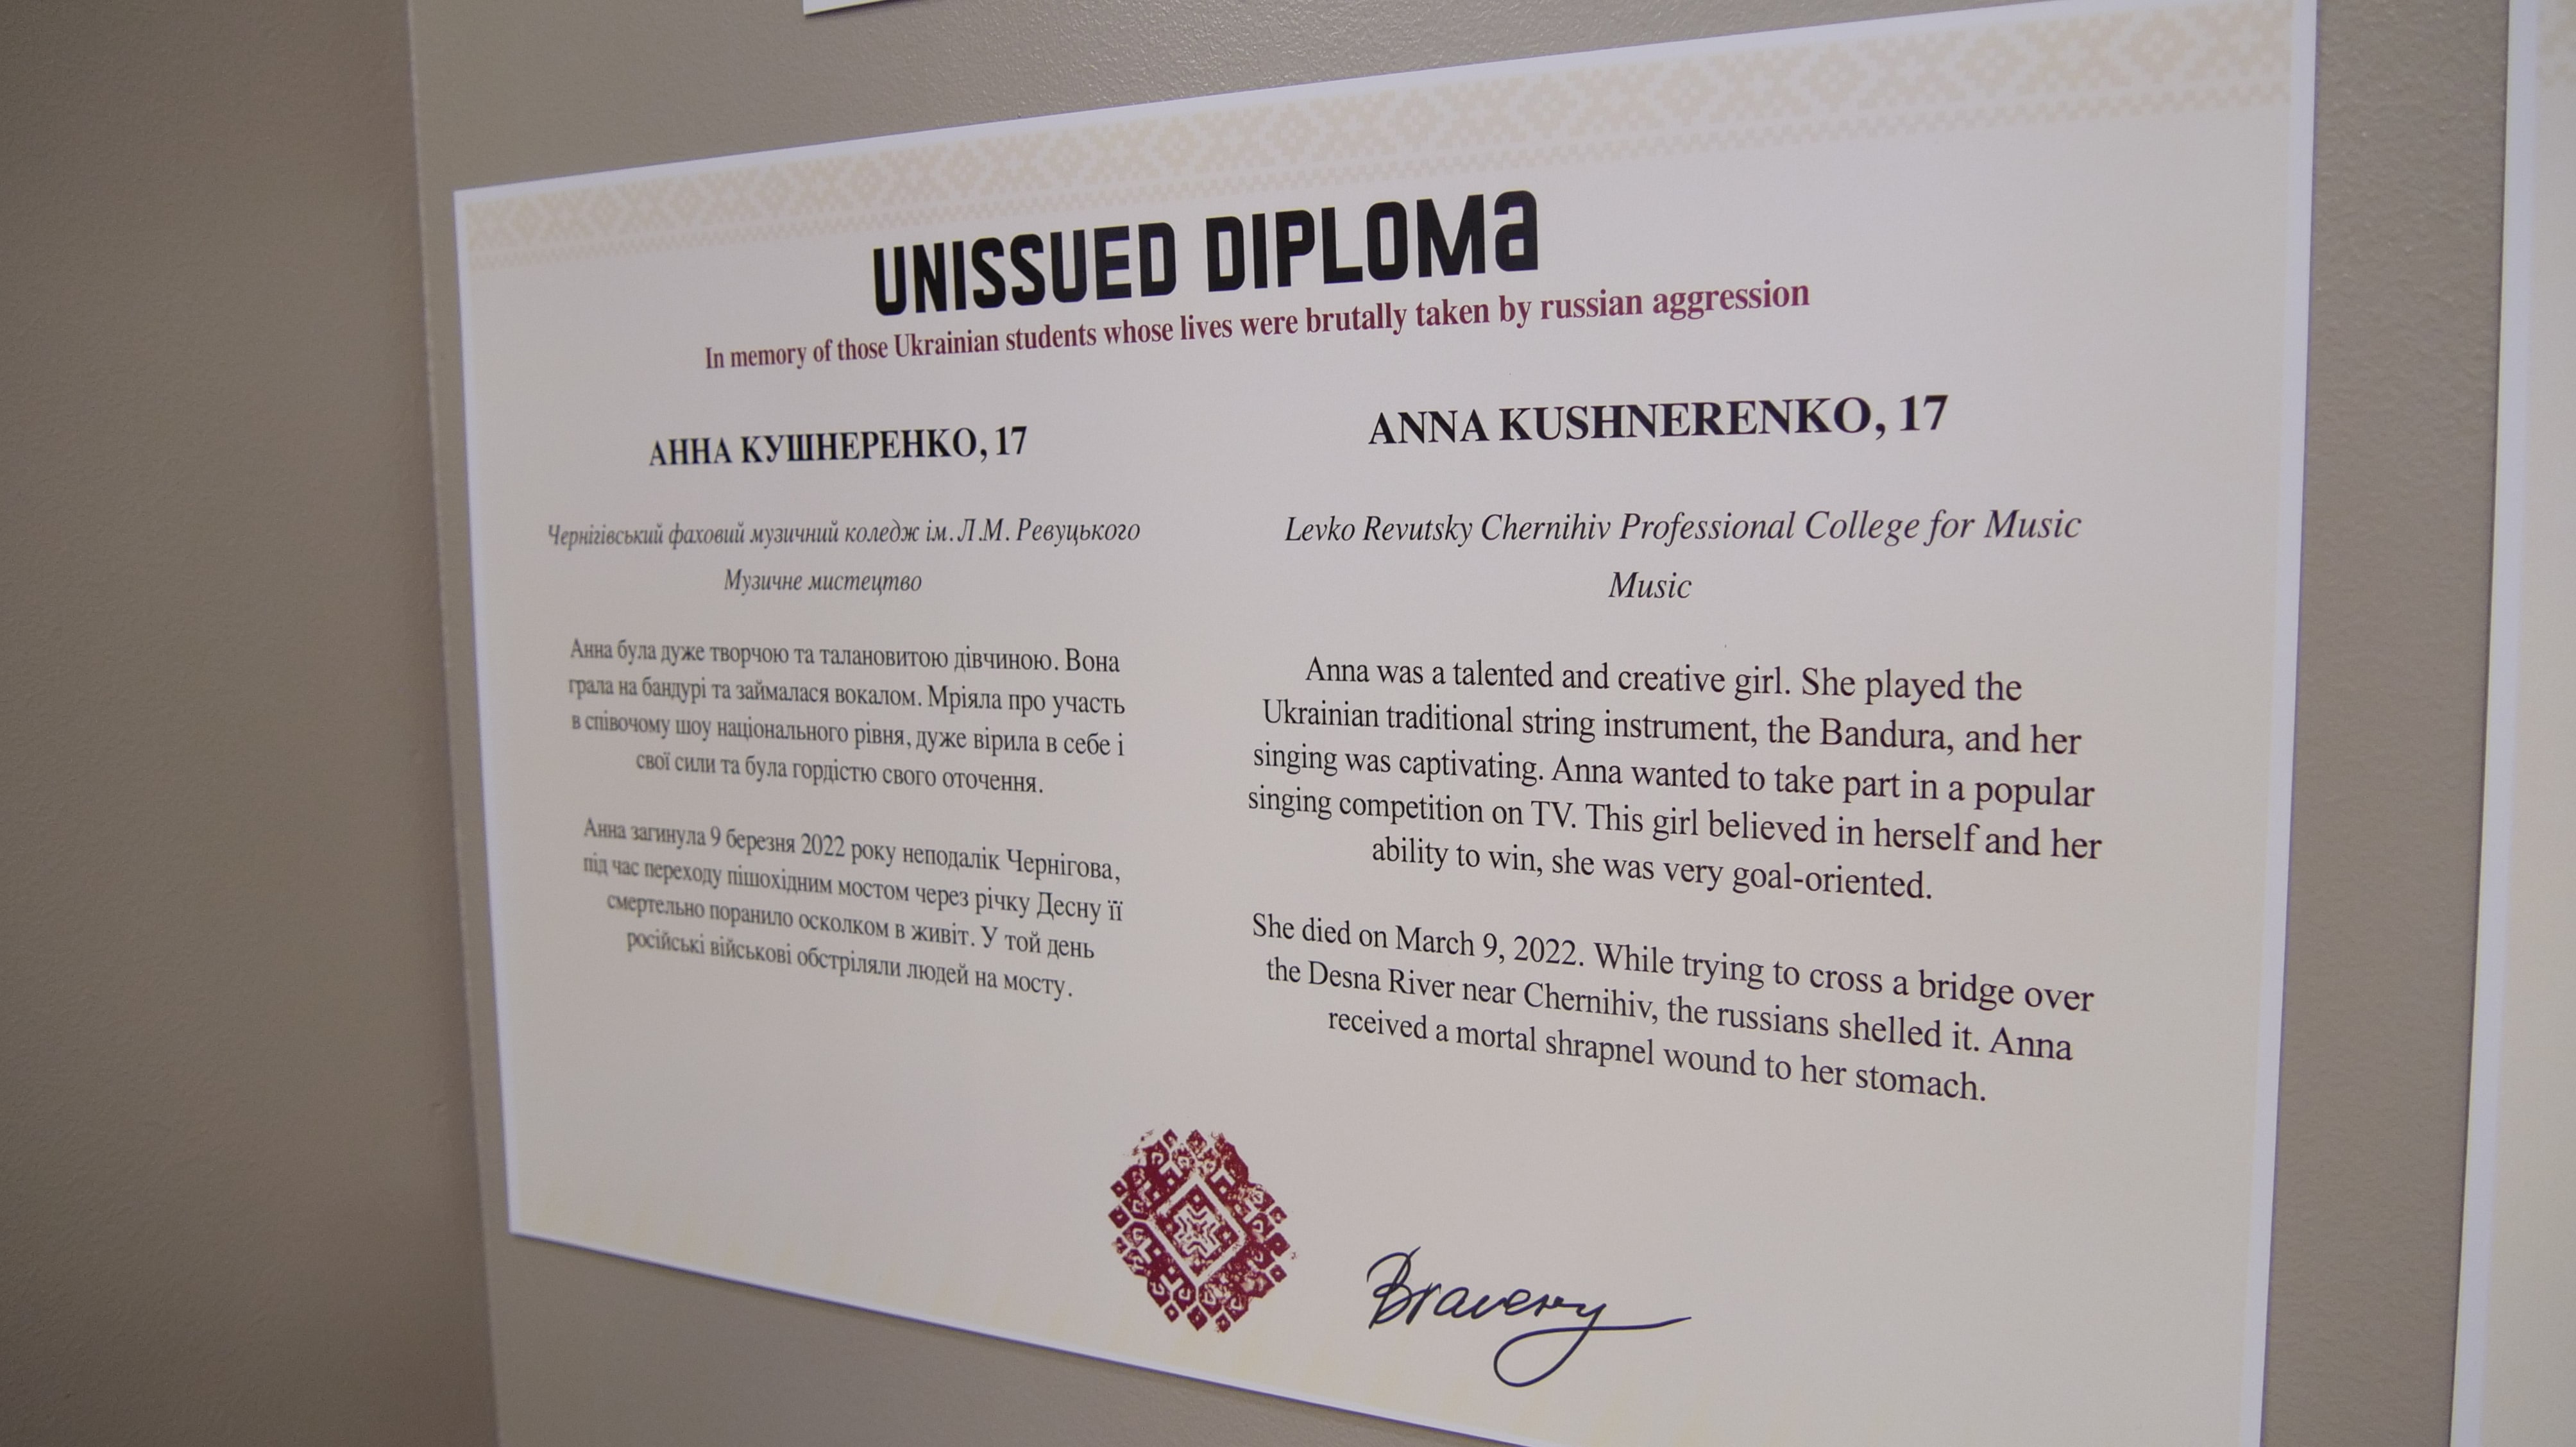 UNISSUED DIPLOMa
In memory of those Ukrainian students whose lives were brutally taken by russian aggression
АННА КУШНЕРЕНКО, 17
Чернігівський фаховий музичний коледж ім. Л.М. Ревуцького
Музичне мистецтво
Анна була дуже творчою та талановитою дівчиною. Вона
грала на бандурі та займалася вокалом. Мріяла про участь
в співочому шоу національного рівня, дуже вірила в себе і
свої сили та була гордістю свого оточення.
Анна загинула 9 березня 2022 року неподалік Чернігова,
під час переходу пішохідним мостом через річку Десну її
смертельно поранило осколком в живіт. У той день
російські військові обстріляли людей на мосту.
ANNA KUSHNERENKO, 17
Levko Revutsky Chernihiv Professional College for Music
Music
Anna was a talented and creative girl. She played the
Ukrainian traditional string instrument, the Bandura, and her
singing was captivating. Anna wanted to take part in a popular
singing competition on TV. This girl believed in herself and her
ability to win, she was very goal-oriented.
She died on March 9, 2022. While trying to cross a bridge over
the Desna River near Chernihiv, the russians shelled it. Anna
received a mortal shrapnel wound to her stomach.
Bravery